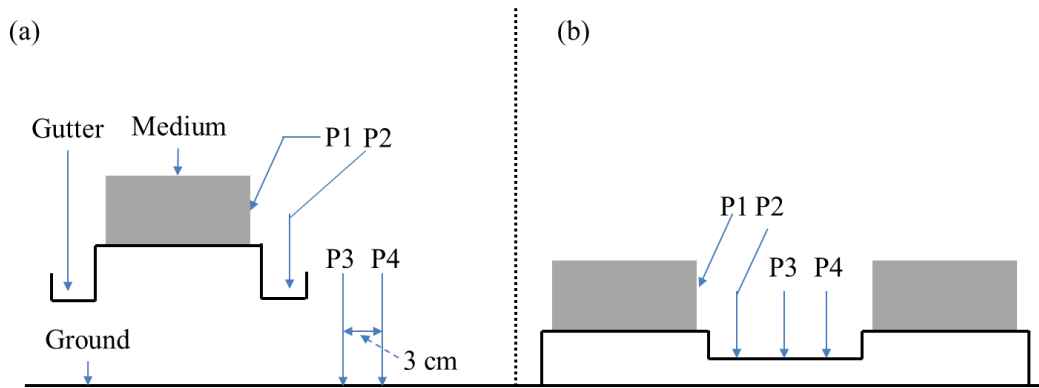 (a)
Gutter
Medium
P1 P2
P3 P4
Ground
3 cm
(b)
P1 P2
P3 P4